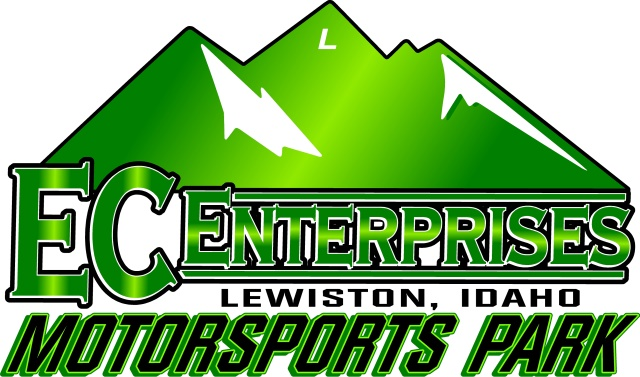 L
EC ENTERPRISES
LEWISTON, IDAHO
MOTORSPORTS PARK